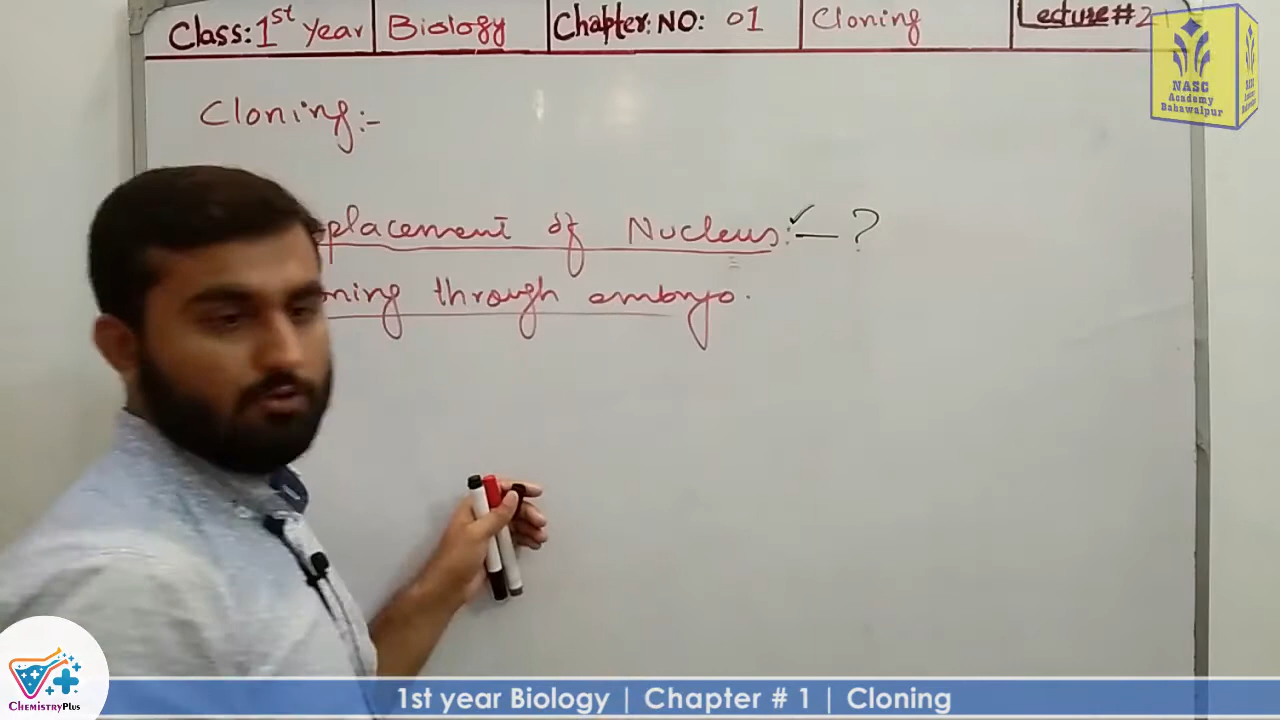 Class: 1st Year Biology Chapter: NO: 01 Cloning Lecture # 2
NASC
Academy
Bahawalpur
Cloning:-
placement of Nucleus: — ?
ning through embryo.
ChemistryPlus
1st year Biology | Chapter # 1 | Cloning